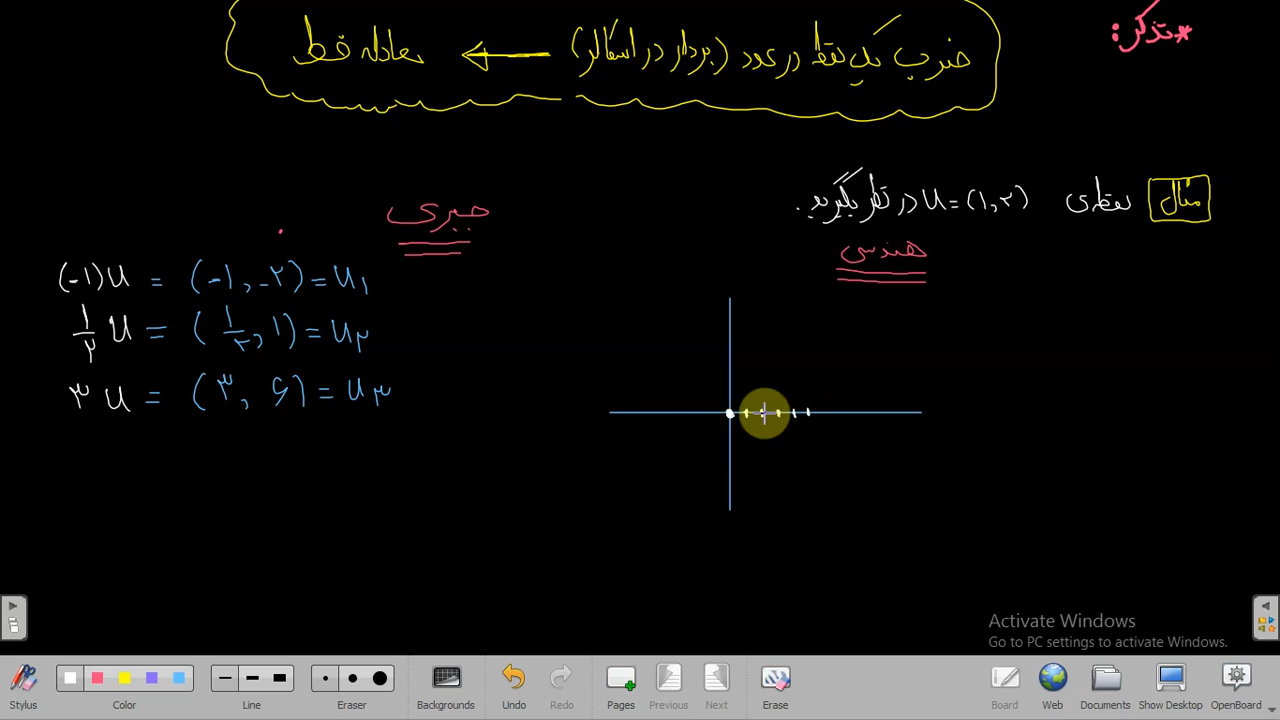 *تذکر:
ضرب یک نقطه در عدد (بردار در اسکالر) ← معادله خط
مثال نقطه‌ی u = (۱,۲) در نظر بگیرید.
هندسی
جبری
(-۱)u = (-۱, -۲) = u۱
۱/۲ u = (۱/۲, ۱) = u۲
۳ u = (۳, ۶) = u۳
Activate Windows
Go to PC settings to activate Windows.
Stylus
Color
Line
Eraser
Backgrounds
Undo
Redo
Pages
Previous
Next
Erase
Board
Web
Documents
Show Desktop
OpenBoard